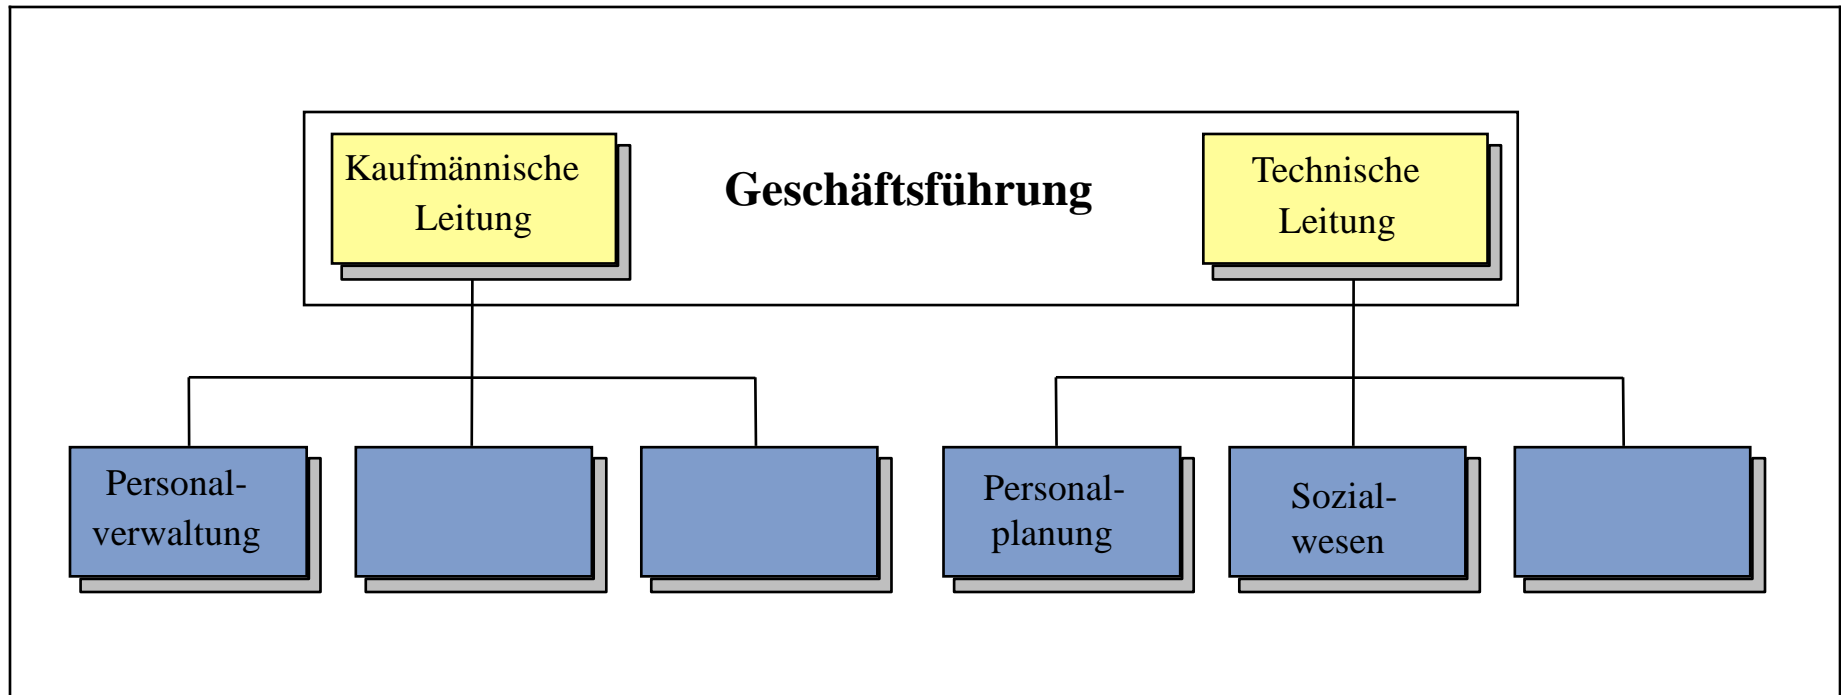 Kaufmännische
Leitung
Geschäftsführung
Technische
Leitung
Personal-
verwaltung
Personal-
planung
Sozial-
wesen